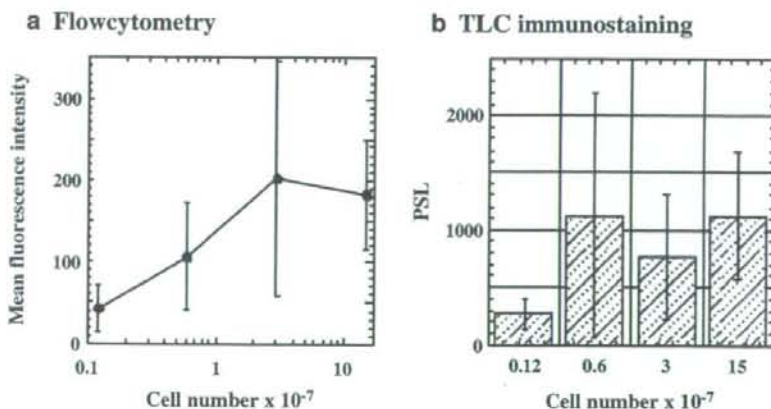 a Flowcytometry
Mean fluorescence intensity
300
200
100
0
0.1
1
10
Cell number x 10-7
b TLC immunostaining
PSL
2000
1000
0
0.12
0.6
3
15
Cell number x 10-7